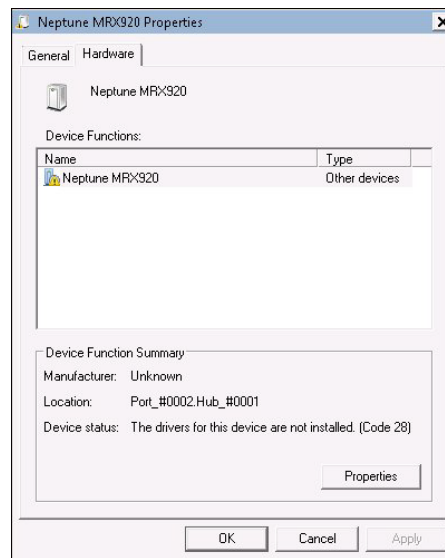 Neptune MRX920 Properties
General Hardware
Neptune MRX920
Device Functions:
Name Type
Neptune MRX920 Other devices
Device Function Summary
Manufacturer: Unknown
Location: Port_#0002.Hub_#0001
Device status: The drivers for this device are not installed. (Code 28)
Properties
OK Cancel Apply